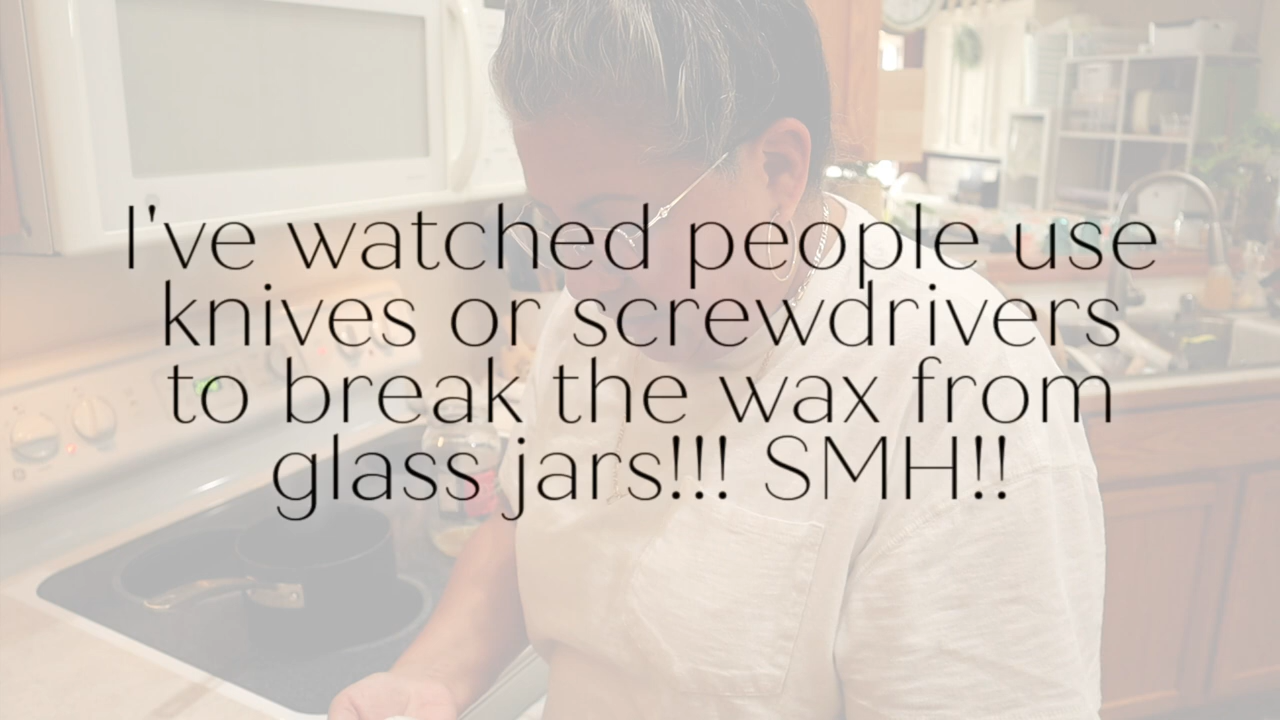 I've watched people use
knives or screwdrivers
to break the wax from
glass jars!!! SMH!!